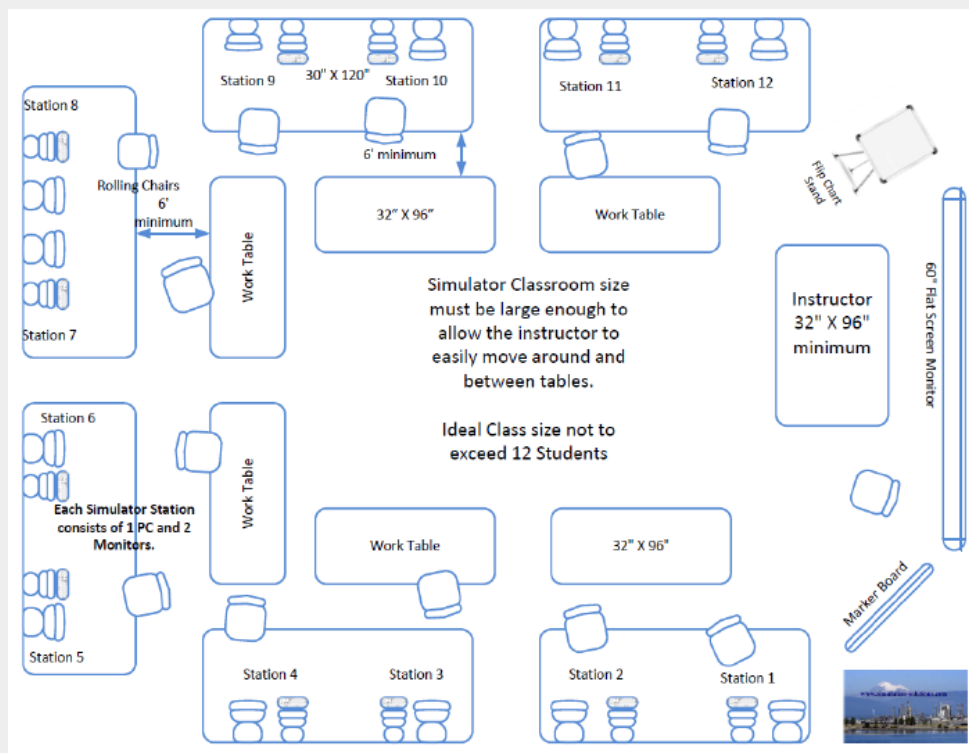 Station 9
30" X 120"
Station 10
Station 11
Station 12
Station 8
6' minimum
Flip Chart
Stand
Rolling Chairs
6'
minimum
Work Table
32" X 96"
Work Table
Simulator Classroom size
must be large enough to
allow the instructor to
easily move around and
between tables.
Ideal Class size not to
exceed 12 Students
Instructor
32" X 96"
minimum
60" Flat Screen Monitor
Station 7
Station 6
Each Simulator Station
consists of 1 PC and 2
Monitors.
Work Table
Work Table
32" X 96"
Marker Board
Station 5
Station 4
Station 3
Station 2
Station 1